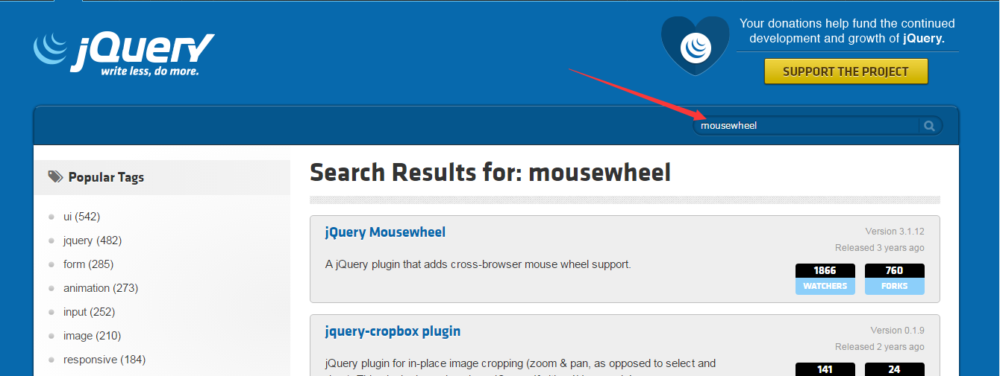 jQuery
write less, do more.
Your donations help fund the continued
development and growth of jQuery.
SUPPORT THE PROJECT
mousewheel
Popular Tags
ui (542)
jquery (482)
form (285)
animation (273)
input (252)
image (210)
responsive (184)
Search Results for: mousewheel
jQuery Mousewheel
Version 3.1.12
Released 3 years ago
A jQuery plugin that adds cross-browser mouse wheel support.
1866
WATCHERS
760
FORKS
jquery-cropbox plugin
Version 0.1.9
Released 2 years ago
jQuery plugin for in-place image cropping (zoom & pan, as opposed to select and
141
24